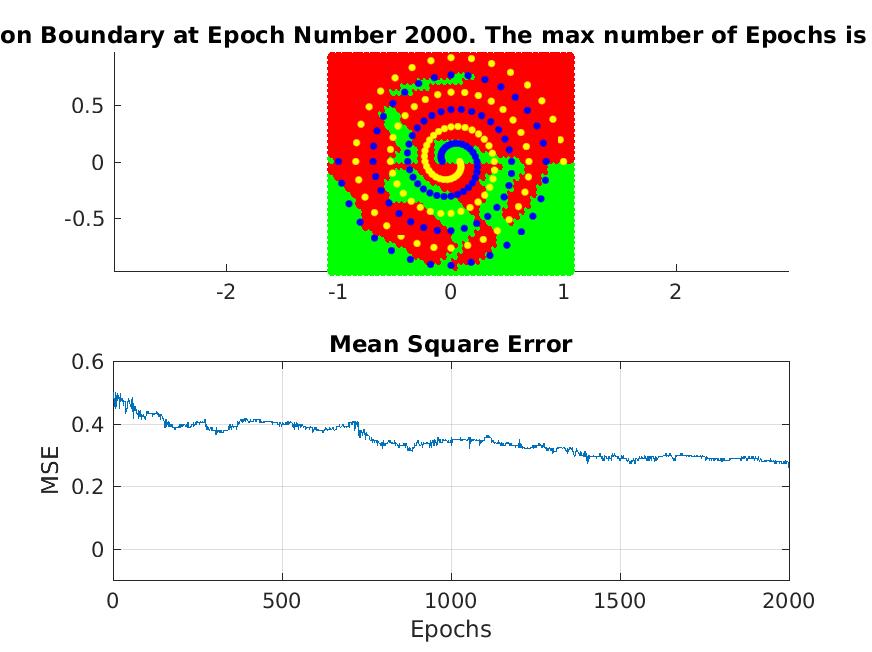 on Boundary at Epoch Number 2000. The max number of Epochs is
0.5
0
-0.5
-2 -1 0 1 2
Mean Square Error
0.6
0.4
0.2
0
MSE
0 500 1000 1500 2000
Epochs